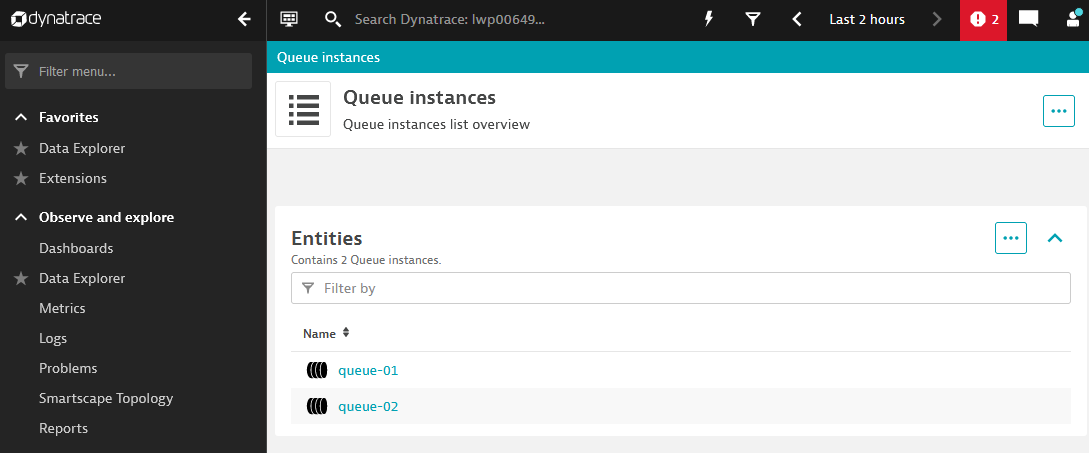 dynatrace
Search Dynatrace: lwp00649...
Last 2 hours
2
Filter menu...
Favorites
Data Explorer
Extensions
Observe and explore
Dashboards
Data Explorer
Metrics
Logs
Problems
Smartscape Topology
Reports
Queue instances
Queue instances
Queue instances list overview
Entities
Contains 2 Queue instances.
Filter by
Name
queue-01
queue-02